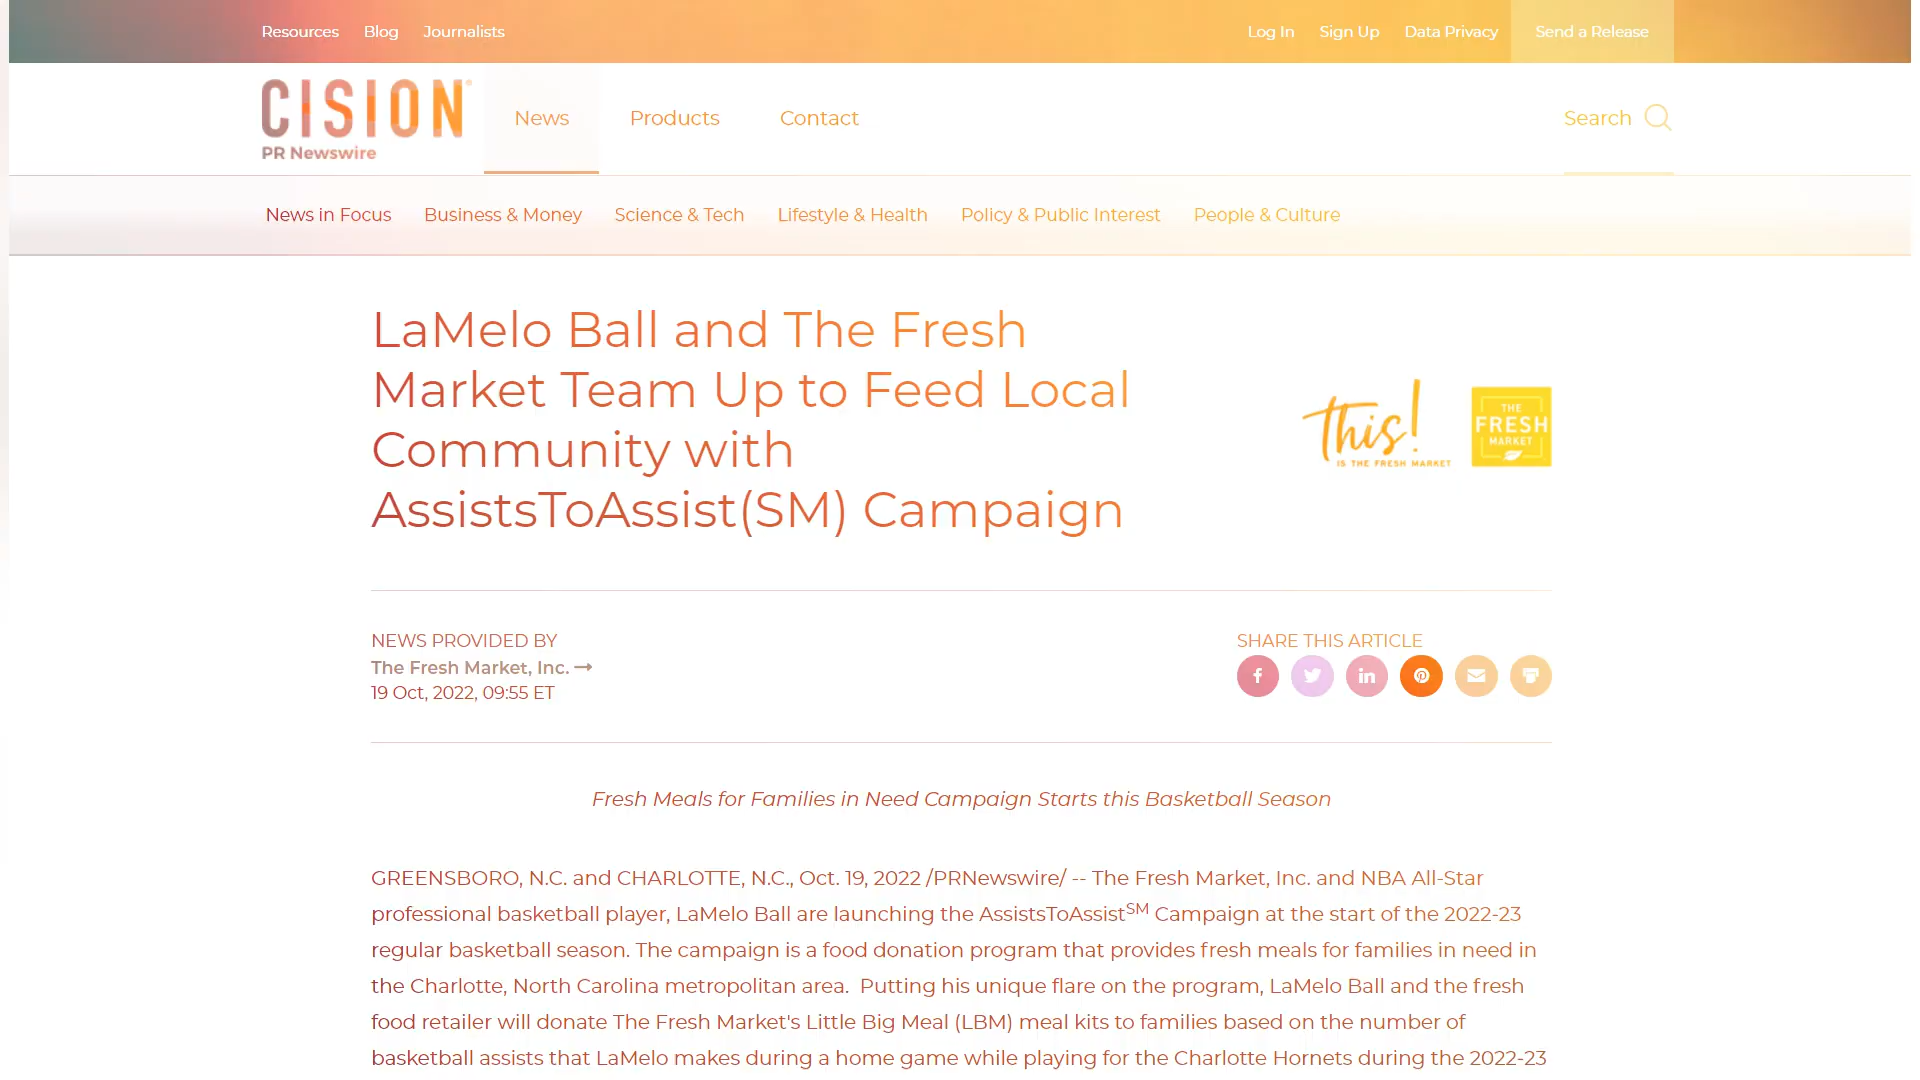 Resources Blog Journalists Log In Sign Up Data Privacy Send a Release
CISION
PR Newswire
News Products Contact Search
News in Focus Business & Money Science & Tech Lifestyle & Health Policy & Public Interest People & Culture
LaMelo Ball and The Fresh
Market Team Up to Feed Local
Community with
AssistsToAssist(SM) Campaign
this!
IS THE FRESH MARKET
THE
FRESH
MARKET
NEWS PROVIDED BY
The Fresh Market, Inc. →
19 Oct, 2022, 09:55 ET
SHARE THIS ARTICLE
Fresh Meals for Families in Need Campaign Starts this Basketball Season
GREENSBORO, N.C. and CHARLOTTE, N.C., Oct. 19, 2022 /PRNewswire/ -- The Fresh Market, Inc. and NBA All-Star
professional basketball player, LaMelo Ball are launching the AssistsToAssistSM Campaign at the start of the 2022-23
regular basketball season. The campaign is a food donation program that provides fresh meals for families in need in
the Charlotte, North Carolina metropolitan area. Putting his unique flare on the program, LaMelo Ball and the fresh
food retailer will donate The Fresh Market's Little Big Meal (LBM) meal kits to families based on the number of
basketball assists that LaMelo makes during a home game while playing for the Charlotte Hornets during the 2022-23